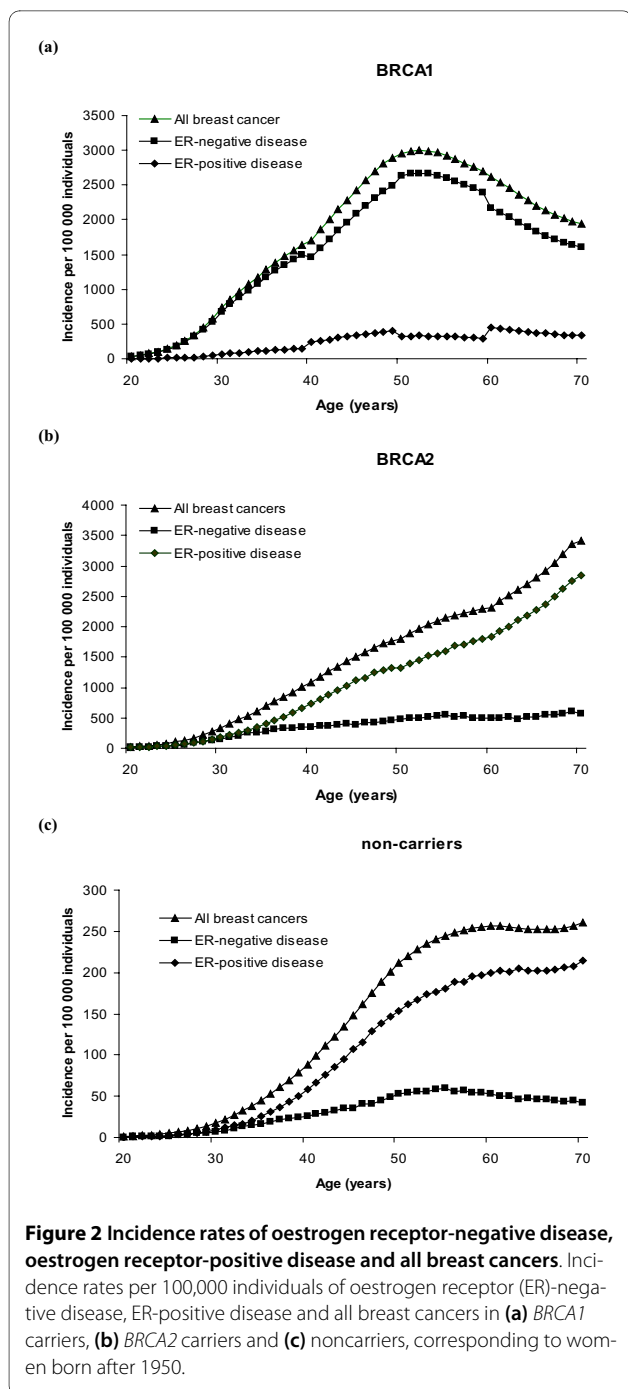 (a)
BRCA1
All breast cancer
ER-negative disease
ER-positive disease
Incidence per 100 000 individuals
3500
3000
2500
2000
1500
1000
500
0
20 30 40 50 60 70
Age (years)
(b)
BRCA2
All breast cancers
ER-negative disease
ER-positive disease
Incidence per 100 000 individuals
4000
3500
3000
2500
2000
1500
1000
500
0
20 30 40 50 60 70
Age (years)
(c)
non-carriers
All breast cancers
ER-negative disease
ER-positive disease
Incidence per 100 000 individuals
300
250
200
150
100
50
0
20 30 40 50 60 70
Age (years)
Figure 2 Incidence rates of oestrogen receptor-negative disease,
oestrogen receptor-positive disease and all breast cancers. Inci-
dence rates per 100,000 individuals of oestrogen receptor (ER)-nega-
tive disease, ER-positive disease and all breast cancers in (a) BRCA1
carriers, (b) BRCA2 carriers and (c) noncarriers, corresponding to wom-
en born after 1950.